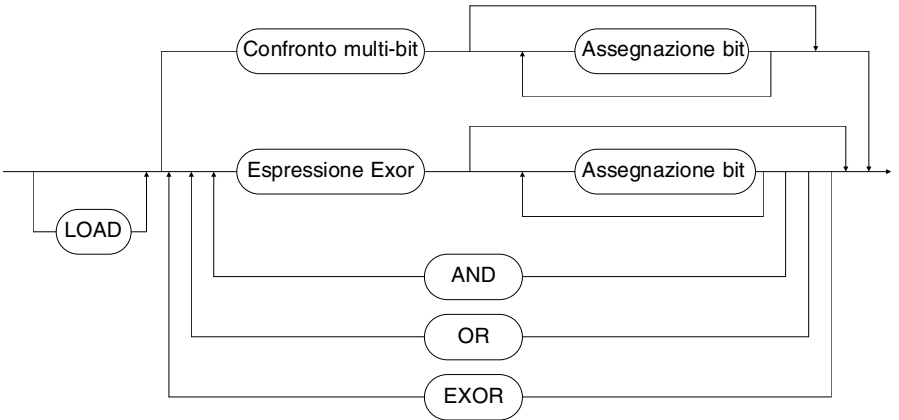 Confronto multi-bit
Assegnazione bit
Espressione Exor
Assegnazione bit
LOAD
AND
OR
EXOR